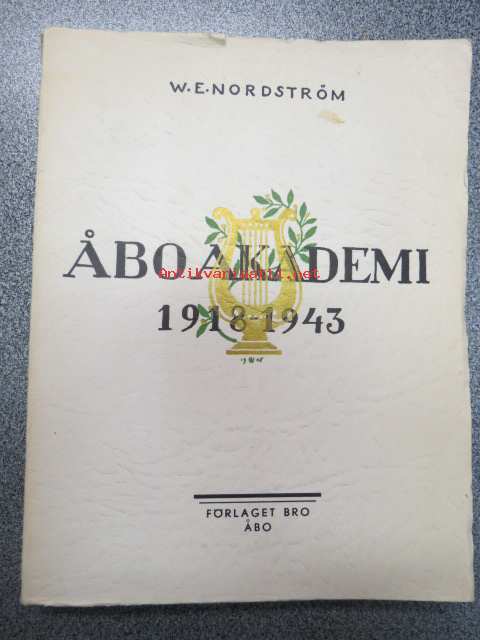 W.E.NORDSTRÖM
ÅBO AKADEMI
Antikvariaatti.net
1918-1943
FÖRLAGET BRO
ÅBO